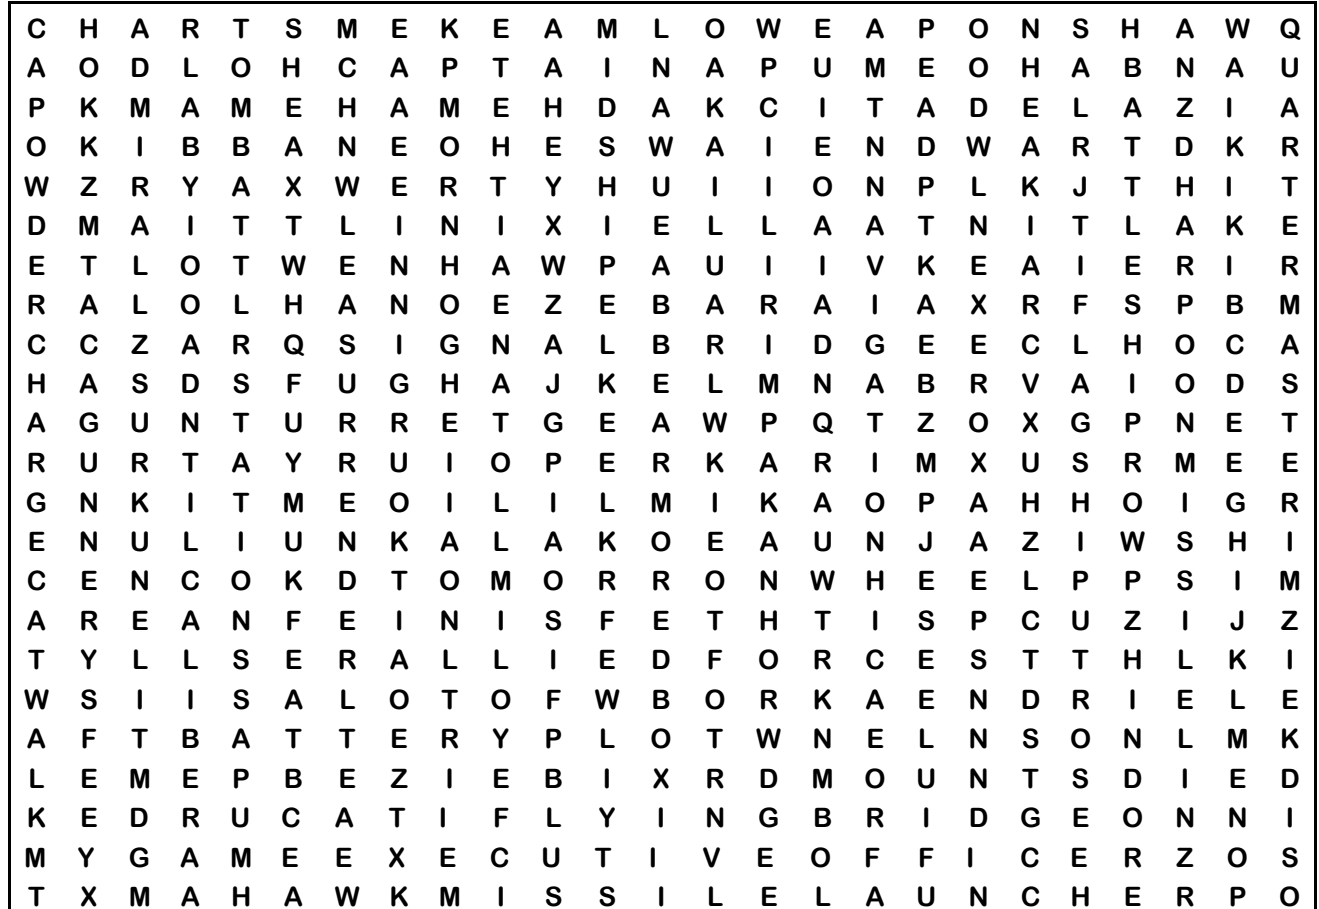 C H A R T S M E K E A M L O W E A P O N S H A W Q
A O D L O H C A P T A I N A P U M E O H A B N A U
P K M A M E H A M E H D A K C I T A D E L A Z I A
O K I B B A N E O H E S W A I E N D W A R T D K R
W Z R Y A X W E R T Y H U I I O N P L K J T H I T
D M A I T T L I N I X I E L L A A T N I T L A K E
E T L O T W E N H A W P A U I I V K E A I E R I R
R A L O L H A N O E Z E B A R A I A X R F S P B M
C C Z A R Q S I G N A L B R I D G E E C L H O C A
H A S D S F U G H A J K E L M N A B R V A I O D S
A G U N T U R R E T G E A W P Q T Z O X G P N E T
R U R T A Y R U I O P E R K A R I M X U S R M E E
G N K I T M E O I L I L M I K A O P A H H O I G R
E N U L I U N K A L A K O E A U N J A Z I W S H I
C E N C O K D T O M O R R O N W H E E L P P S I M
A R E A N F E I N I S F E T H T I S P C U Z I J Z
T Y L L S E R A L L I E D F O R C E S T T H L K I
W S I I S A L O T O F W B O R K A E N D R I E L E
A F T B A T T E R Y P L O T W N E L N S O N L M K
L E M E P B E Z I E B I X R D M O U N T S D I E D
K E D R U C A T I F L Y I N G B R I D G E O N N I
M Y G A M E E X E C U T I V E O F F I C E R Z O S
T X M A H A W K M I S S I L E L A U N C H E R P O